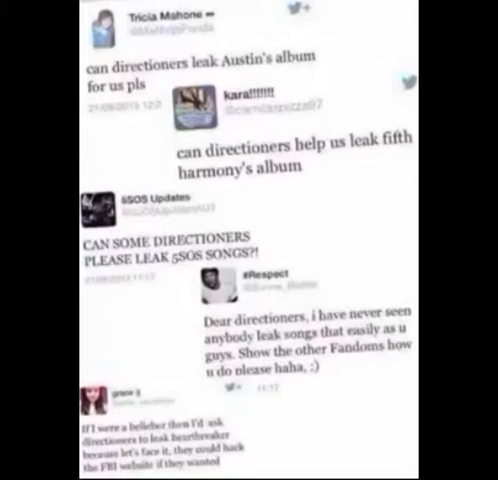 Tricia Mahone ∞
can directioners leak Austin's album
for us pls
kara!!!!!!!
can directioners help us leak fifth
harmony's album
5SOS Updates
CAN SOME DIRECTIONERS
PLEASE LEAK 5SOS SONGS?!
#Respect
Dear directioners, i have never seen
anybody leak songs that easily as u
guys. Show the other Fandoms how
u do please haha, :)
11:17
grace :)
If I were a belieber then I'd ask
directioners to leak heartbreaker
because let's face it, they could hack
the FBI website if they wanted